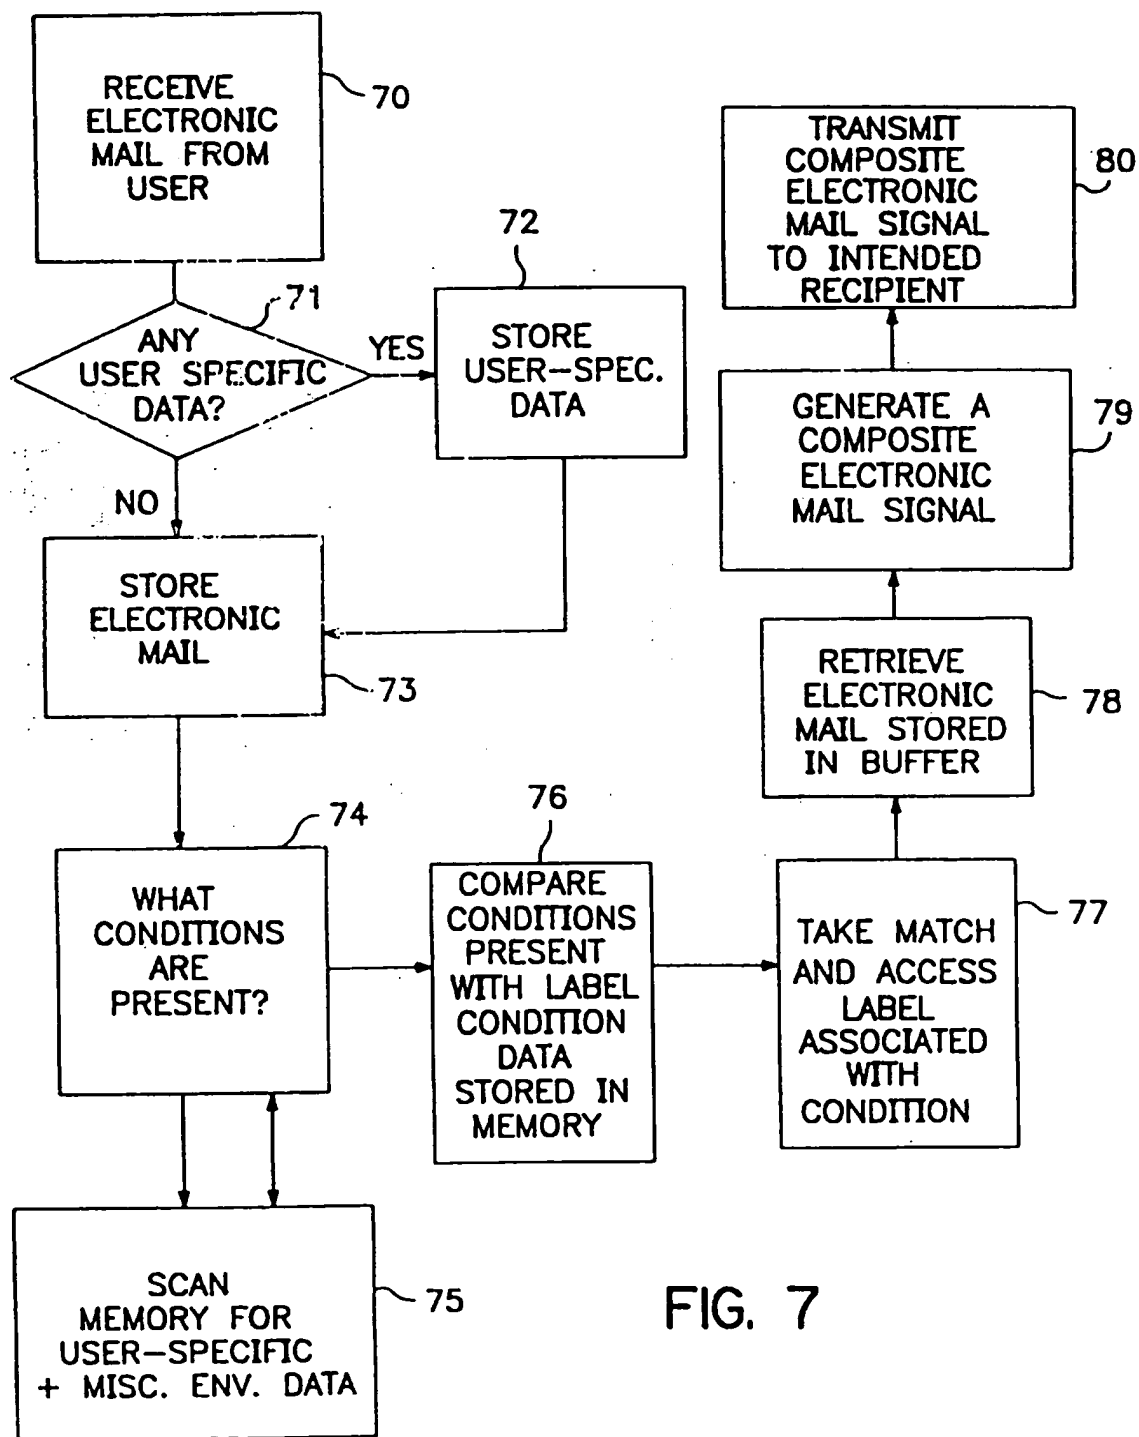 RECEIVE
ELECTRONIC
MAIL FROM
USER
70
ANY
USER SPECIFIC
DATA?
71
YES
NO
72
STORE
USER-SPEC.
DATA
STORE
ELECTRONIC
MAIL
73
74
WHAT
CONDITIONS
ARE
PRESENT?
SCAN
MEMORY FOR
USER-SPECIFIC
+ MISC. ENV. DATA
75
76
COMPARE
CONDITIONS
PRESENT
WITH LABEL
CONDITION
DATA
STORED IN
MEMORY
TAKE MATCH
AND ACCESS
LABEL
ASSOCIATED
WITH
CONDITION
77
RETRIEVE
ELECTRONIC
MAIL STORED
IN BUFFER
78
GENERATE A
COMPOSITE
ELECTRONIC
MAIL SIGNAL
79
TRANSMIT
COMPOSITE
ELECTRONIC
MAIL SIGNAL
TO INTENDED
RECIPIENT
80
FIG. 7